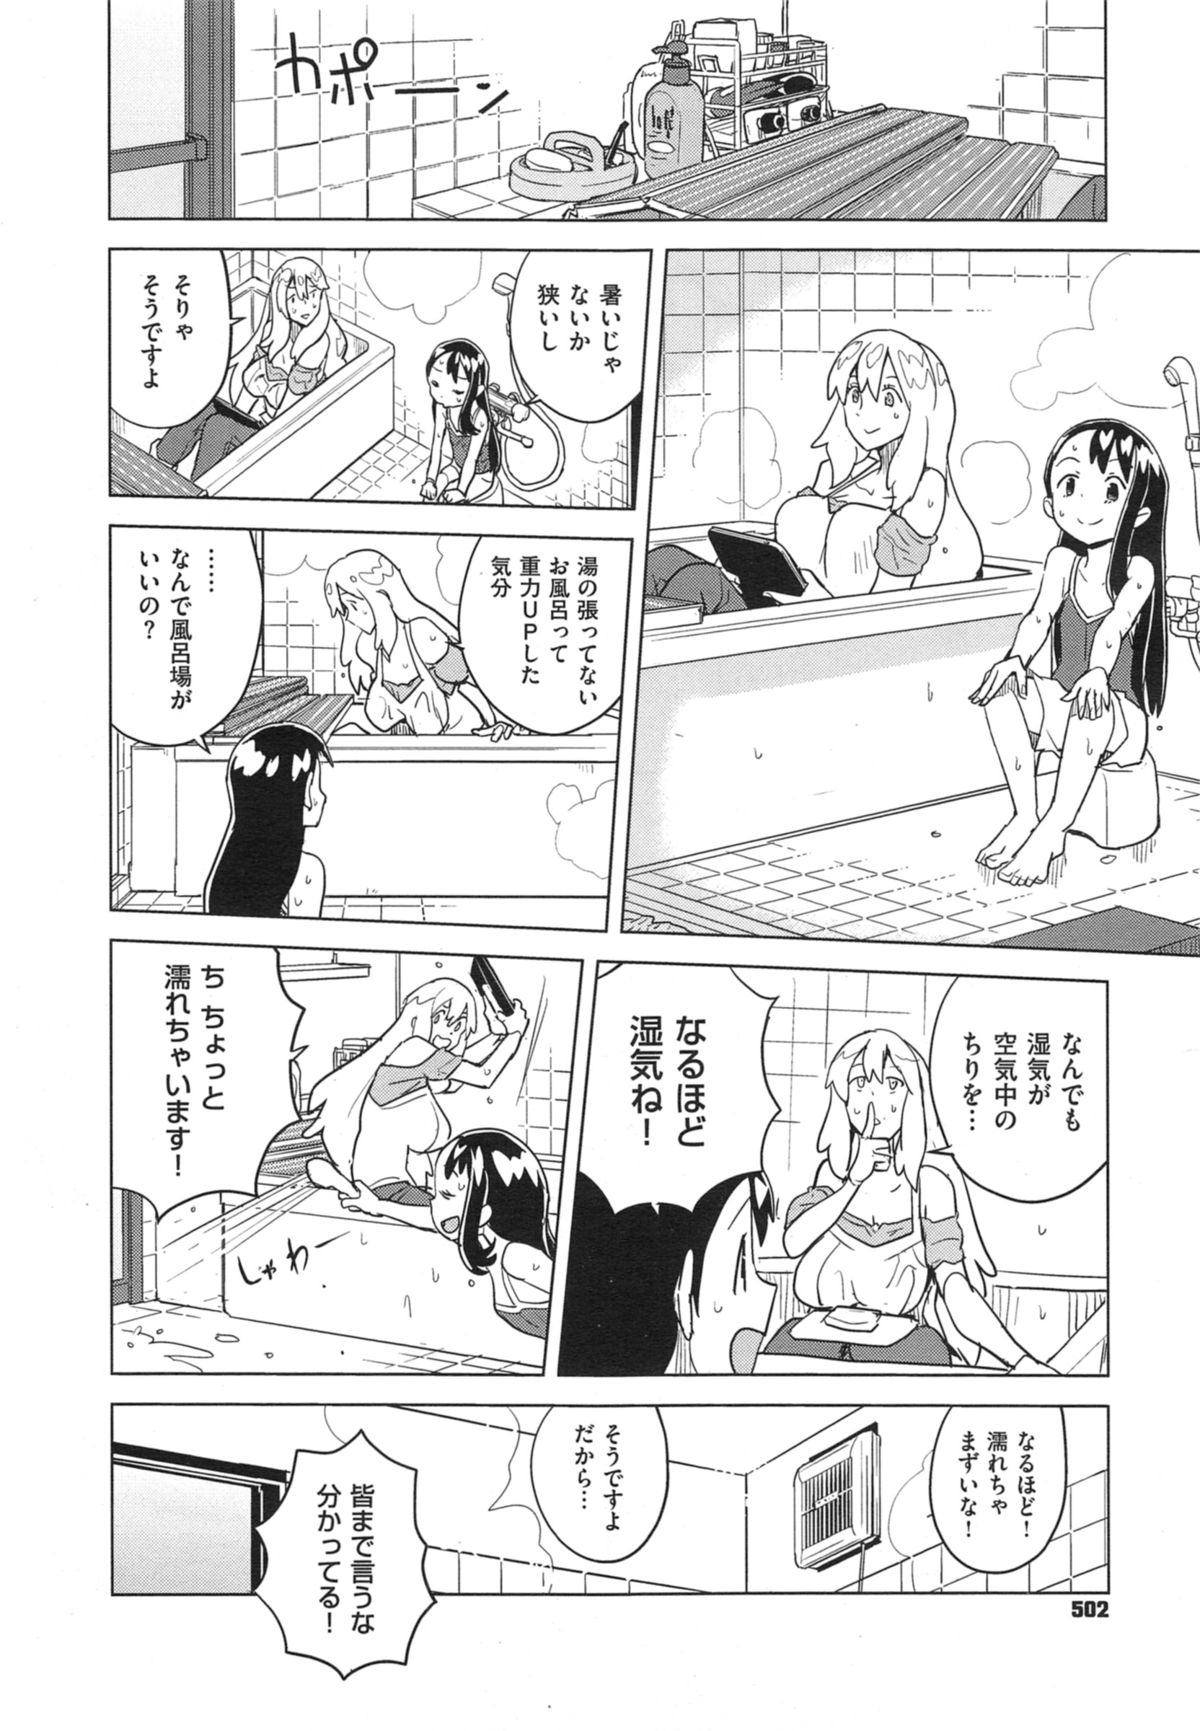 カポーン
暑いじゃ
ないか
狭いし
そりゃ
そうですよ
湯の張ってない
お風呂って
重力UPした
気分
……
なんで風呂場が
いいの?
なんでも
湿気が
空気中の
ちりを…
なるほど
湿気ね!
ち ちょっと
濡れちゃいます!
しゃわー
なるほど!
濡れちゃ
まずいな!
そうですよ
だから…
皆まで言うな
分かってる!
502